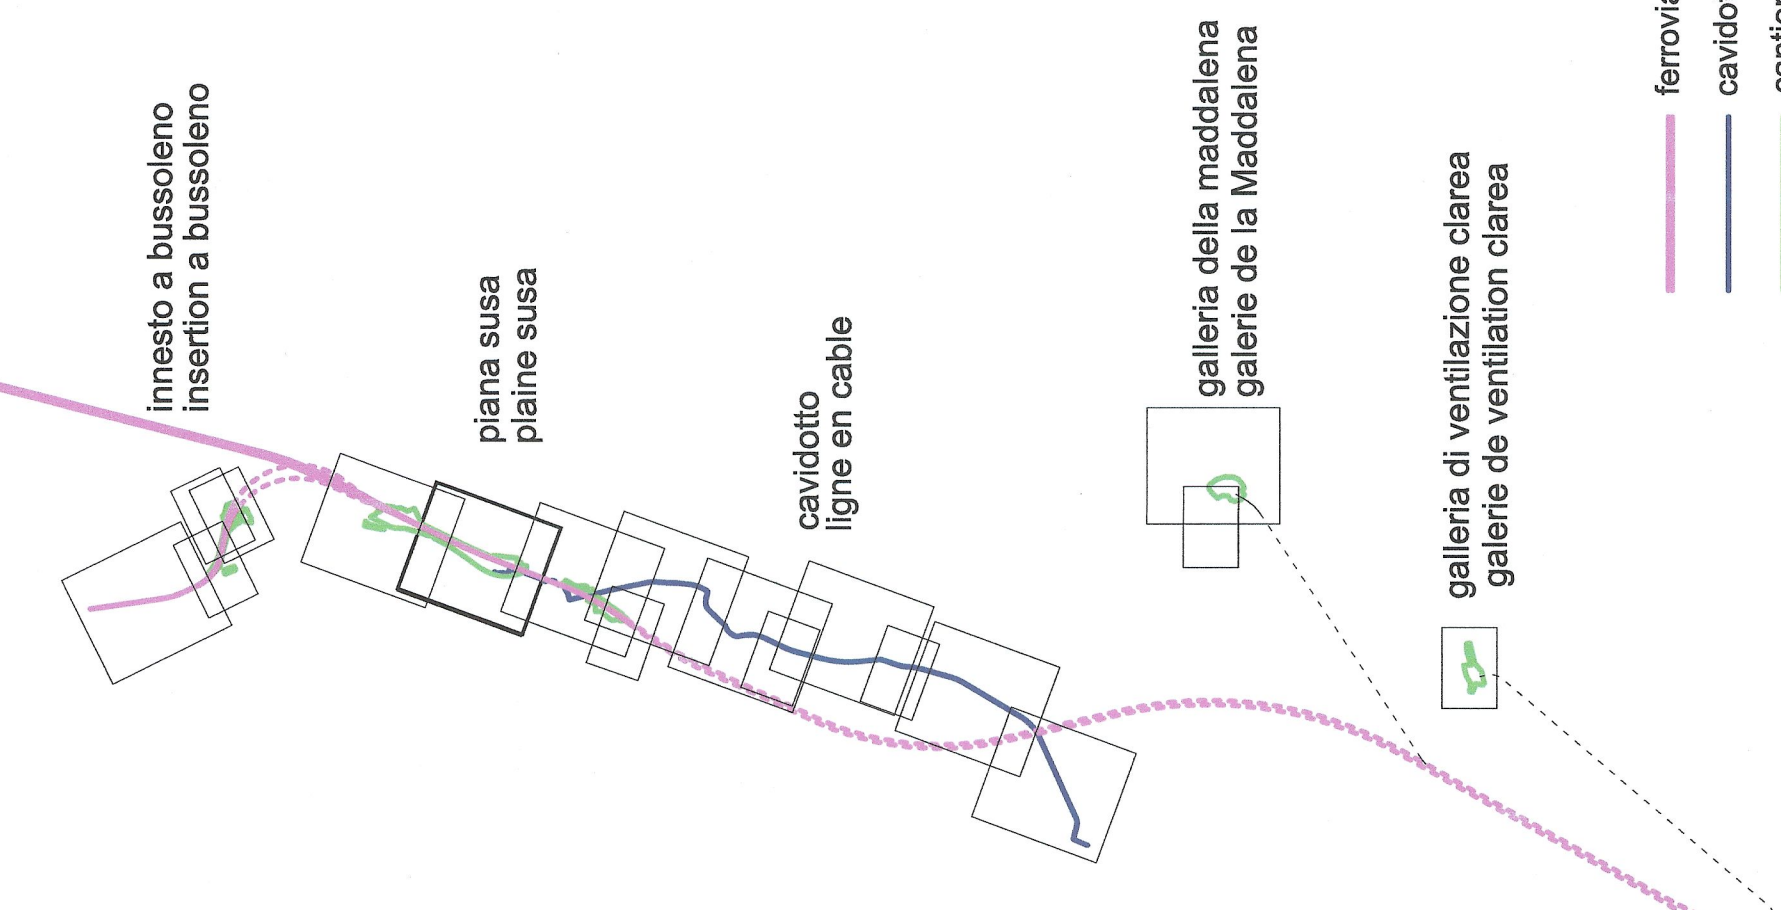 innesto a bussoleno
insertion a bussoleno
piana susa
plaine susa
cavidotto
ligne en cable
galleria della maddalena
galerie de la Maddalena
galleria di ventilazione clarea
galerie de ventilation clarea
ferrovia